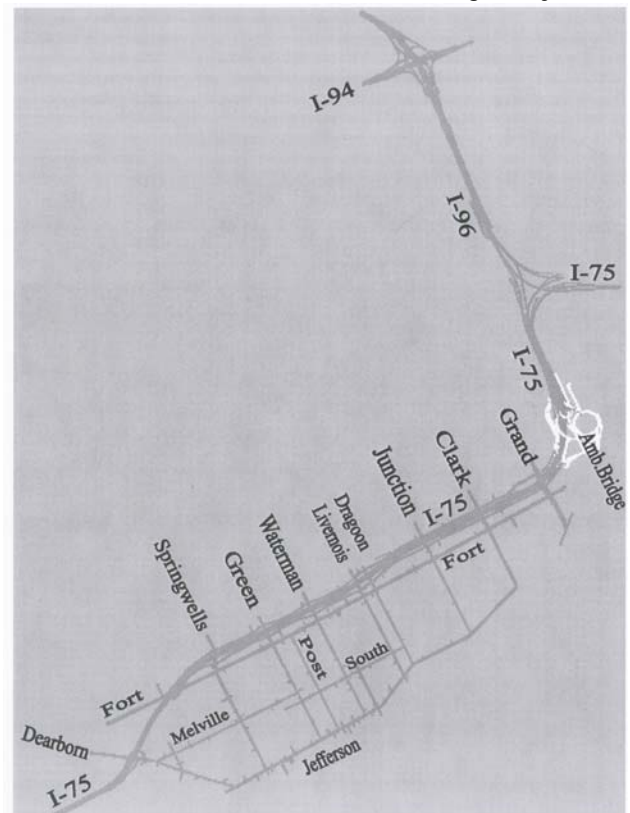 I-94
I-96
I-75
I-75
Amb.Bridge
Grand
Clark
Junction
I-75
Fort
Dragoon
Livernois
Waterman
Green
Springwells
Post
South
Fort
Melville
Jefferson
Dearborn
I-75